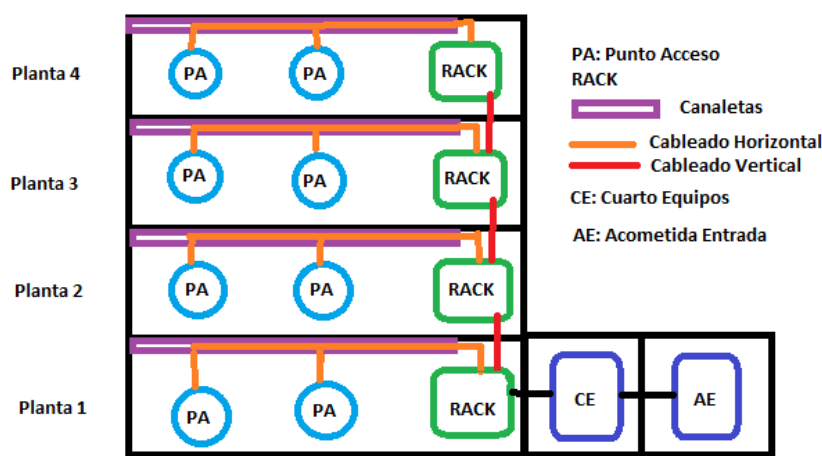 Planta 4
PA
PA
RACK
Planta 3
PA
PA
RACK
Planta 2
PA
PA
RACK
Planta 1
PA
PA
RACK
CE
AE
PA: Punto Acceso
RACK
Canaletas
Cableado Horizontal
Cableado Vertical
CE: Cuarto Equipos
AE: Acometida Entrada